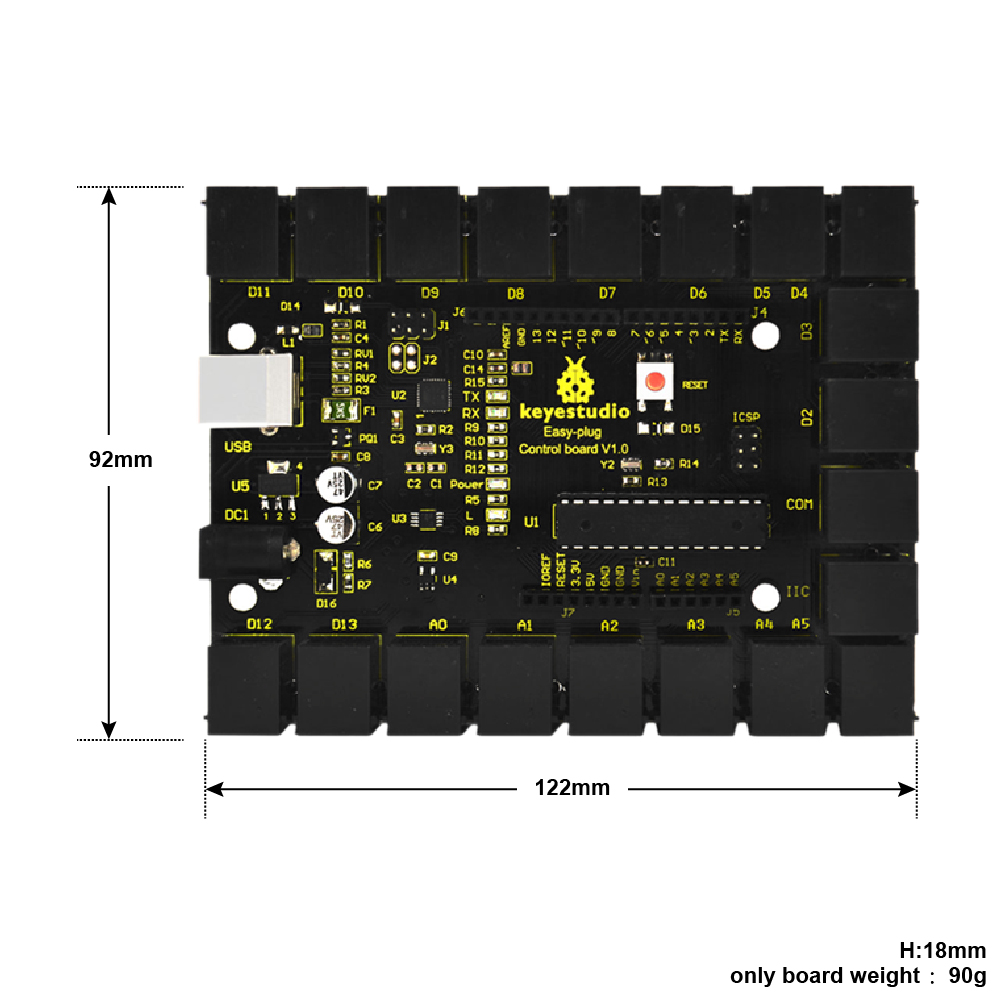 D11 D10 D9 D8 D7 D6 D5 D4
D14
J6
J4
R1
J1
AREF GND 13 12 ~11 ~10 ~9 8
7 ~6 ~5 4 ~3 2 TX RX
D3
L1
C4
RV1
J2
C10
R4
C14
RV2
R15
RESET
R3
U2
TX
F1
RX
keyestudio
D2
ICSP
R2
R9
Easy-plug
D15
PQ1
C3
R10
USB
Y3
R11
Control board V1.0
C8
R12
Y2
R14
4
C2 C1
U5
C7
Power
R13
R5
COM
1 2 3
DC1
C6
U3
L
U1
R8
C9
R6
C11
U4
R7
IOREF RESET 3.3V 5V GND GND Vin
A0 A1 A2 A3 A4 A5
IIC
D16
J7
J5
D12 D13 A0 A1 A2 A3 A4 A5
92mm
122mm
H:18mm
only board weight : 90g